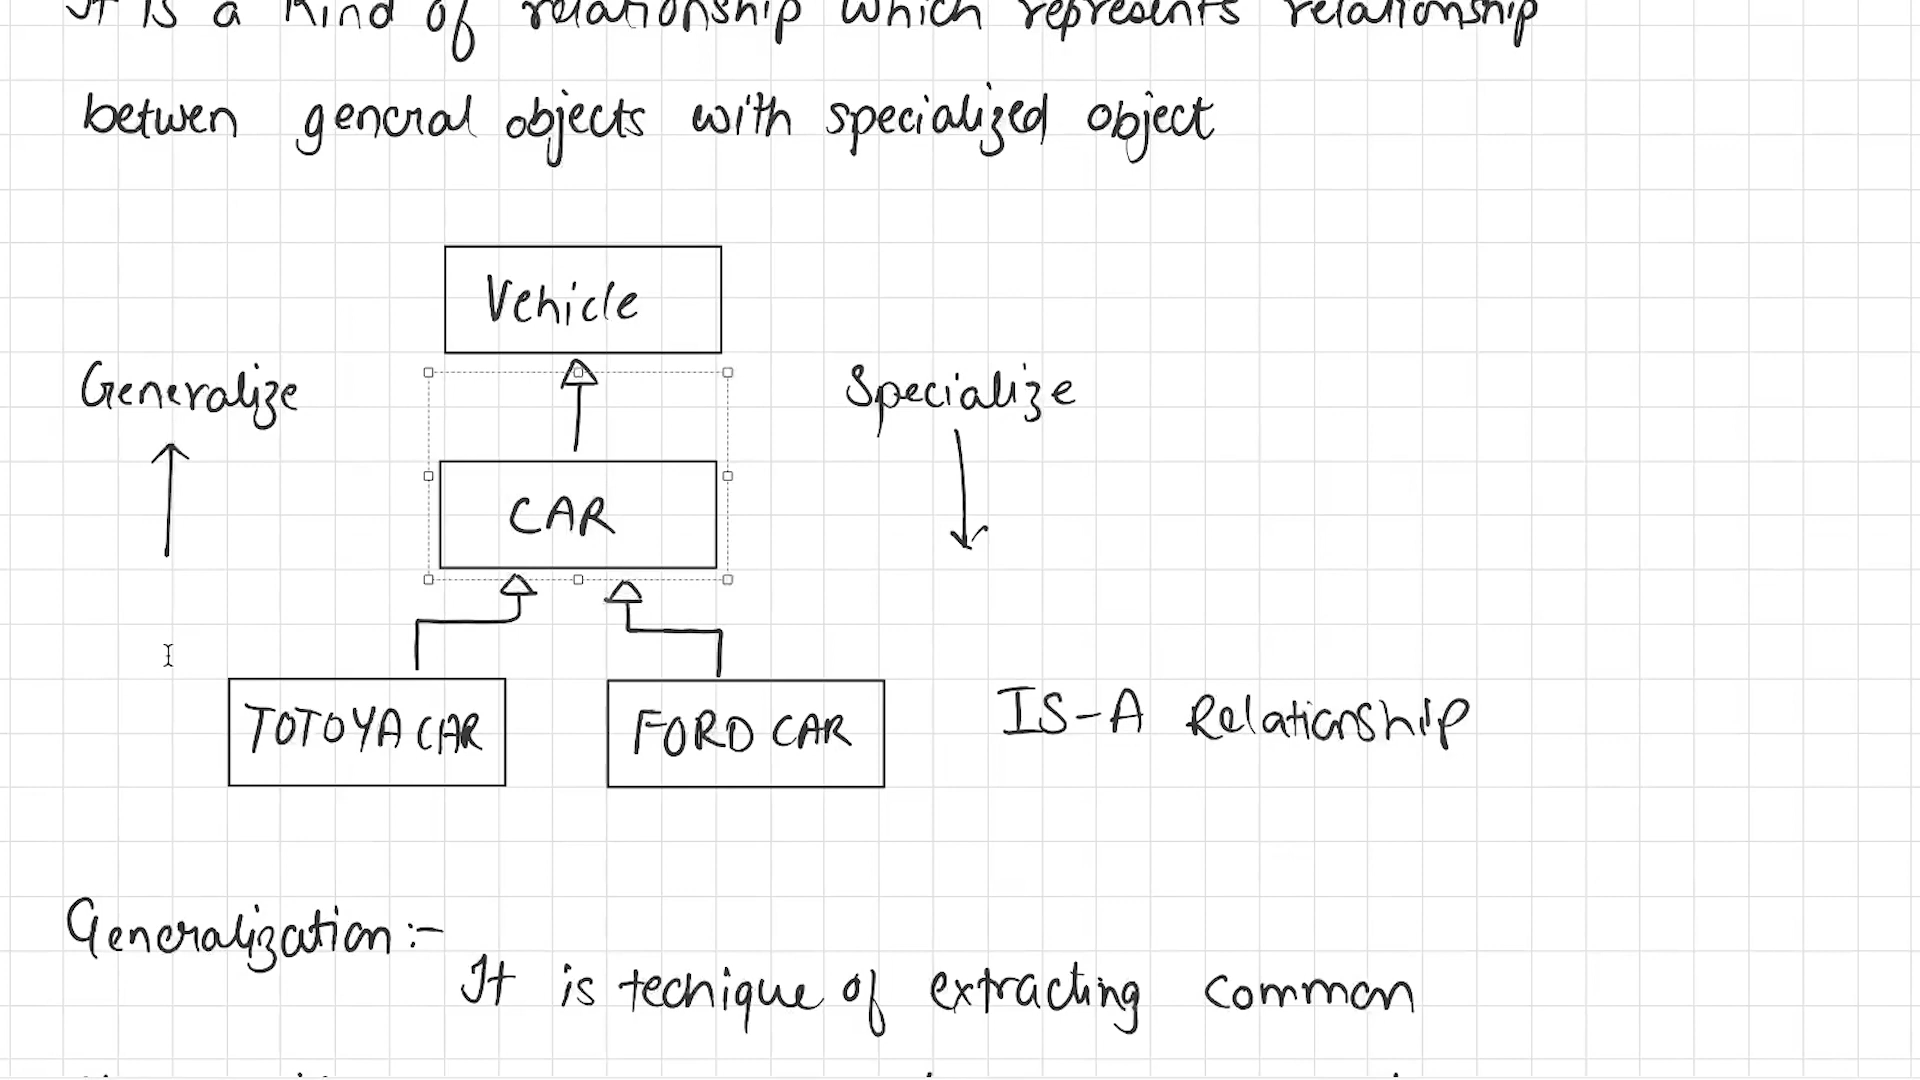 It is a kind of relationship which represents relationship
betwen general objects with specialized object
Vehicle
Generalize
Specialize
CAR
TOTOYA CAR
FORD CAR
IS-A Relationship
Generalization:-
It is techique of extracting common